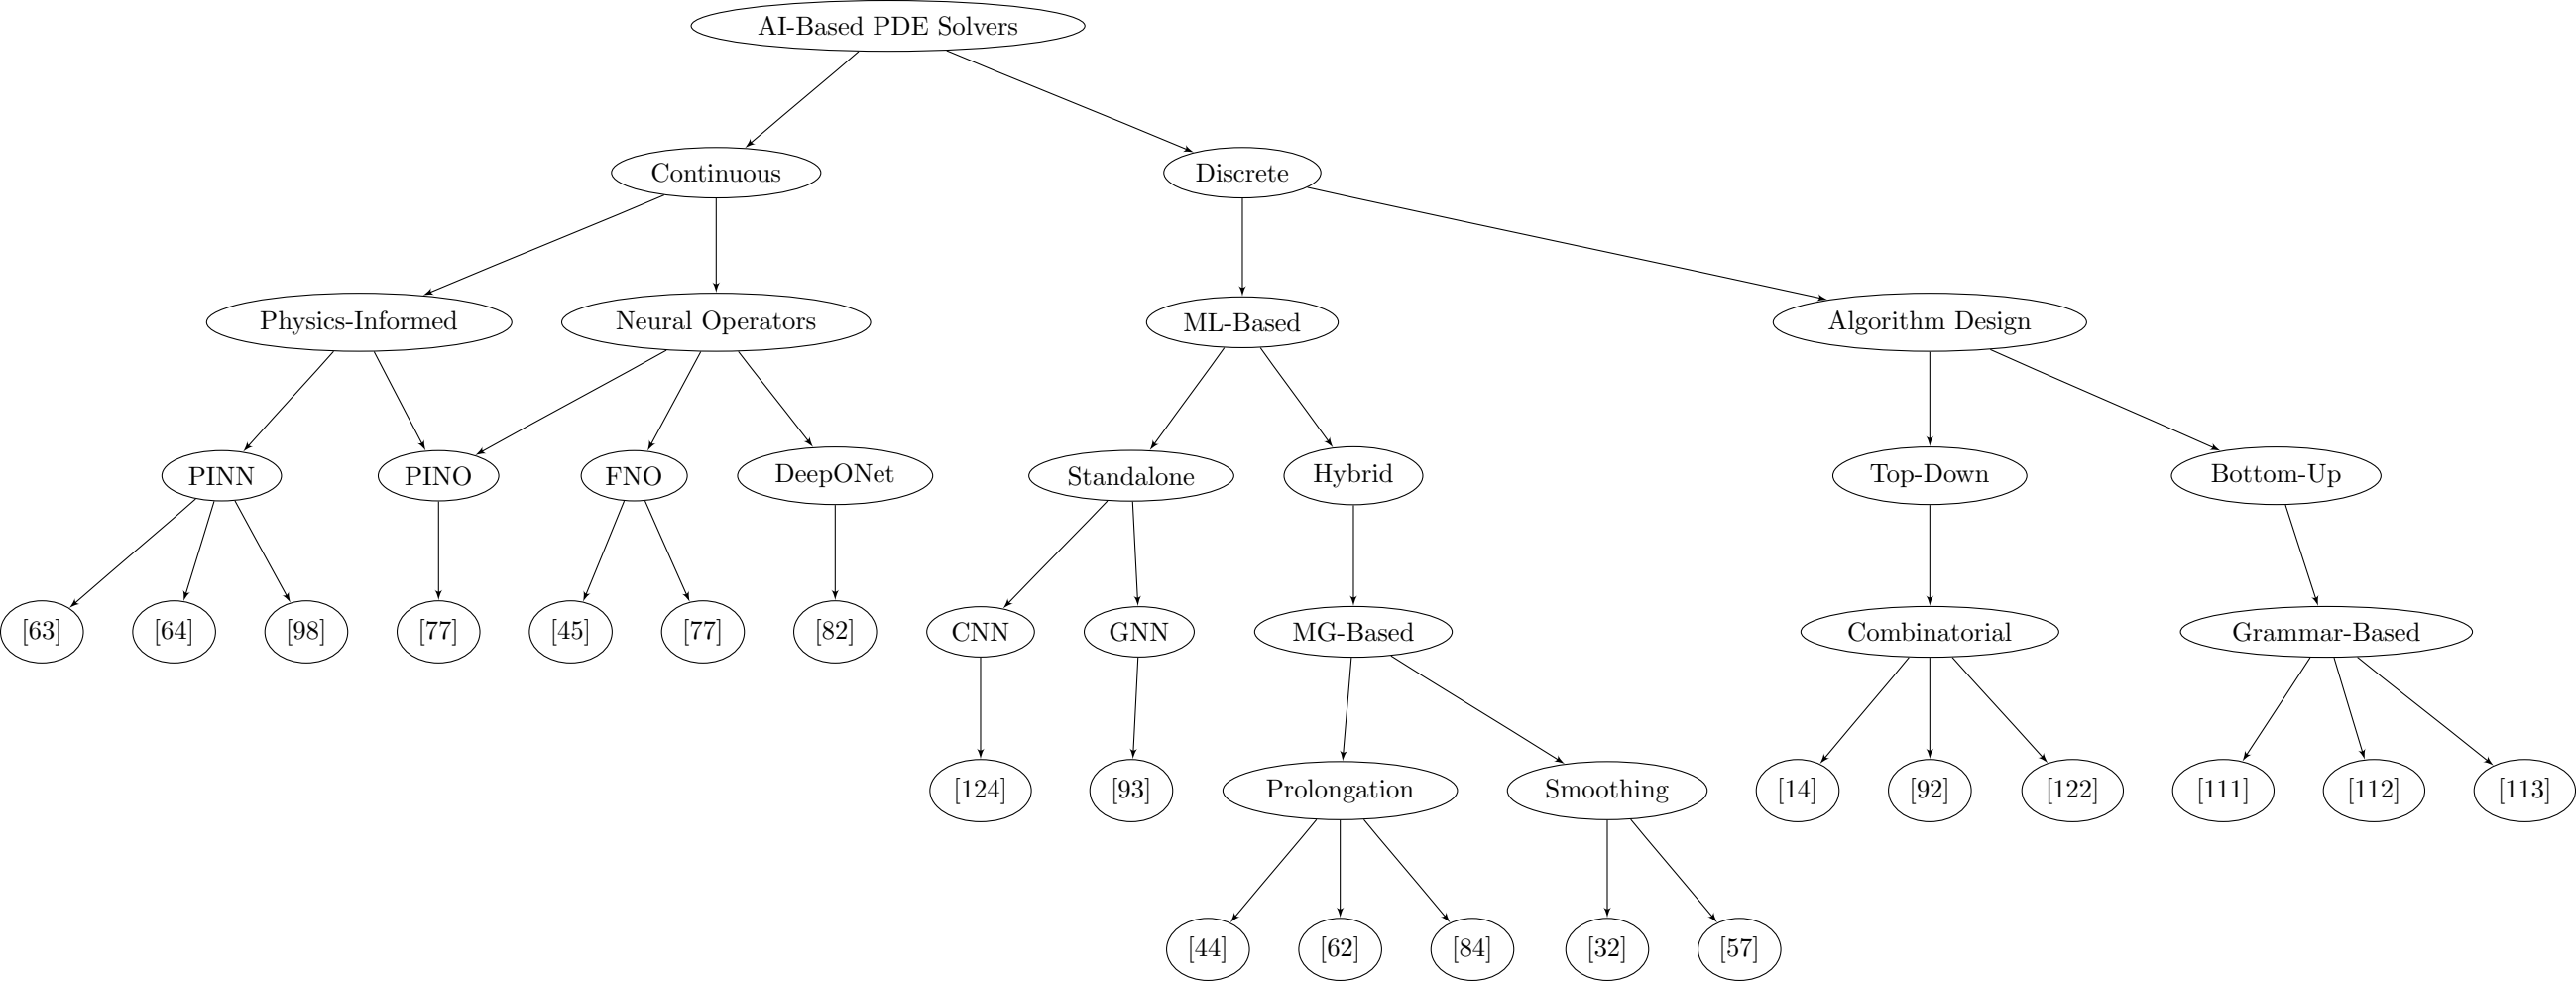 AI-Based PDE Solvers
Continuous
Discrete
Physics-Informed
Neural Operators
ML-Based
Algorithm Design
PINN
PINO
FNO
DeepONet
Standalone
Hybrid
Top-Down
Bottom-Up
[63]
[64]
[98]
[77]
[45]
[77]
[82]
CNN
GNN
MG-Based
Combinatorial
Grammar-Based
[124]
[93]
Prolongation
Smoothing
[14]
[92]
[122]
[111]
[112]
[113]
[44]
[62]
[84]
[32]
[57]